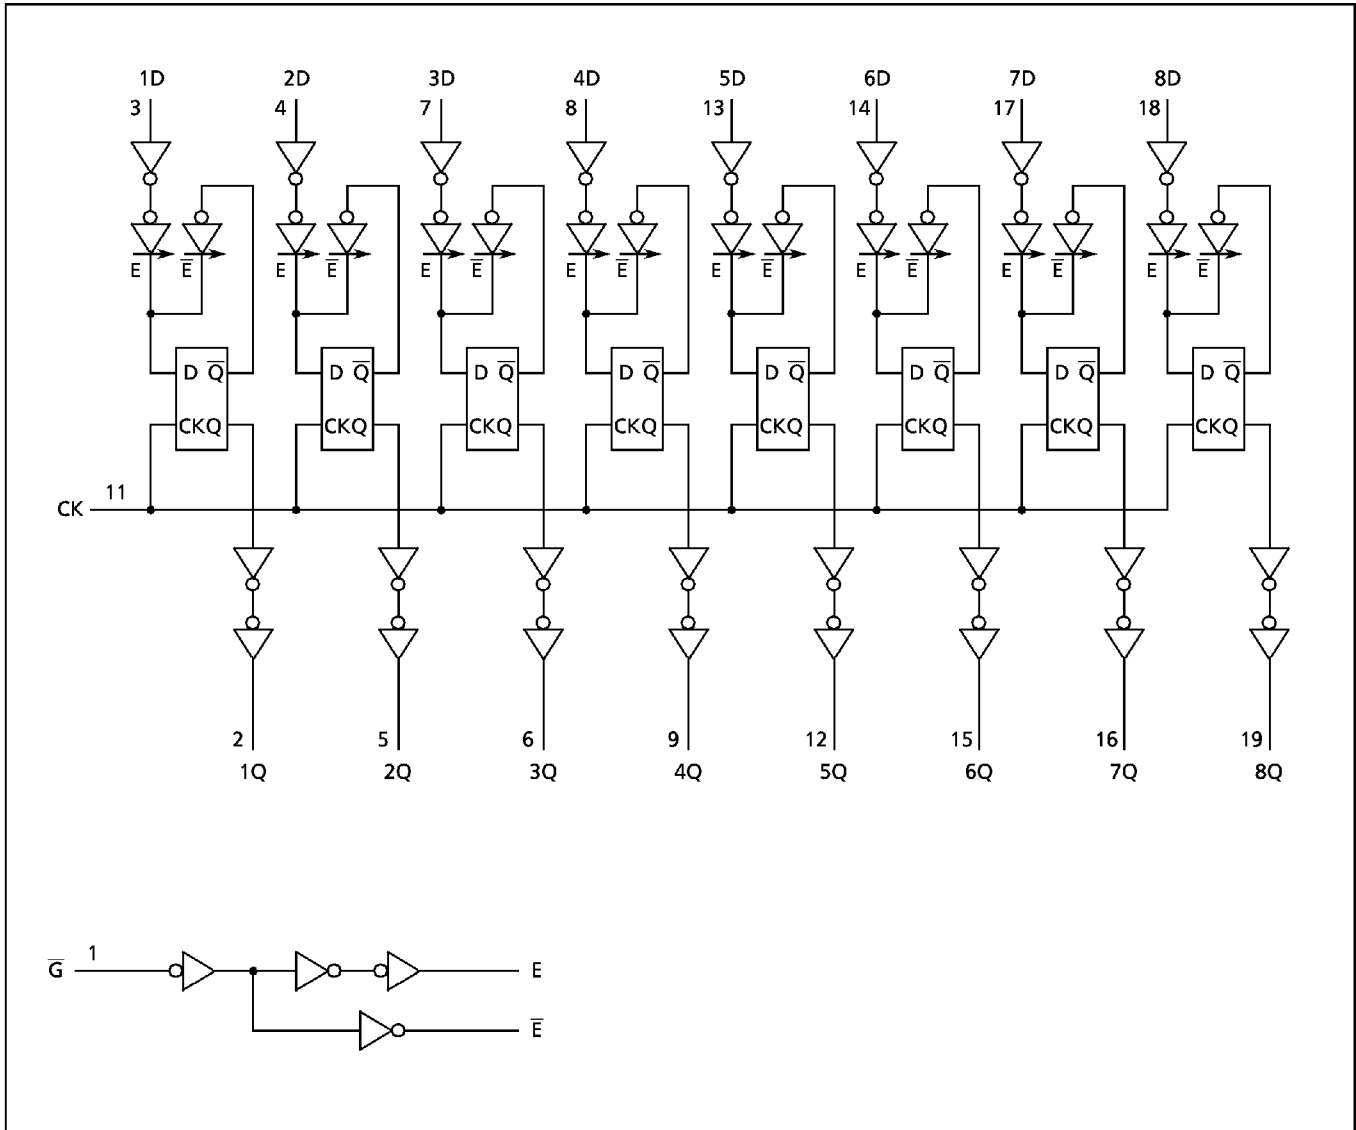 1D 2D 3D 4D 5D 6D 7D 8D
3 4 7 8 13 14 17 18
E E̅ E E̅ E E̅ E E̅ E E̅ E E̅ E E̅ E E̅
D Q̅ D Q̅ D Q̅ D Q̅ D Q̅ D Q̅ D Q̅ D Q̅
CKQ CKQ CKQ CKQ CKQ CKQ CKQ CKQ
11
CK
2 5 6 9 12 15 16 19
1Q 2Q 3Q 4Q 5Q 6Q 7Q 8Q
1
G̅ E
E̅